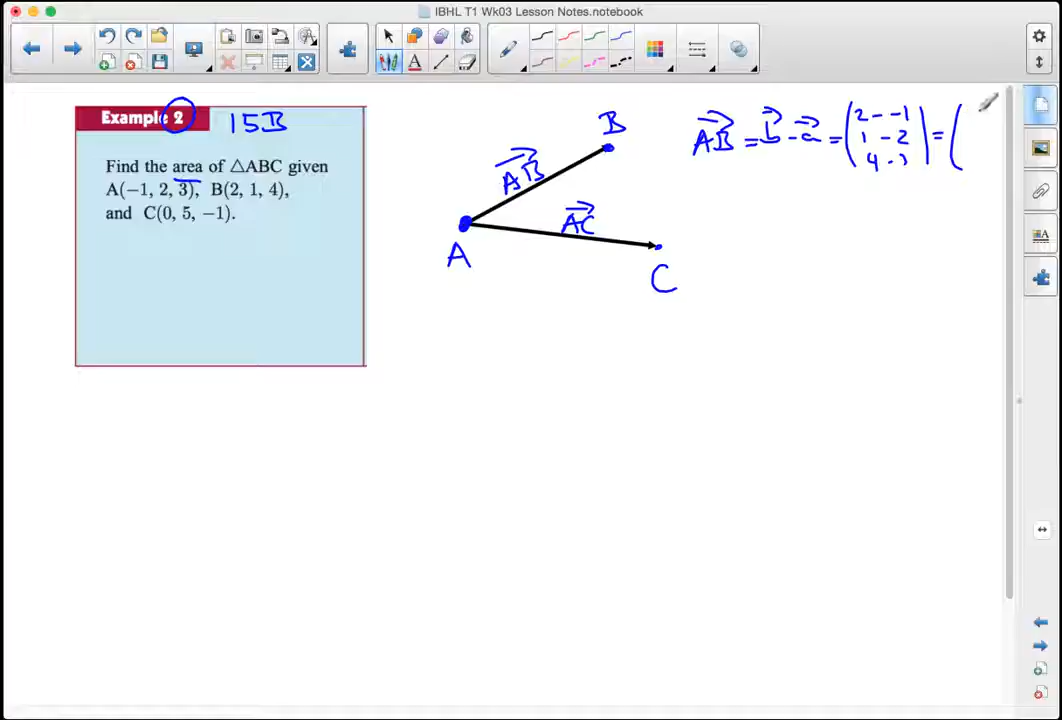 IBHL T1 Wk03 Lesson Notes.notebook
Example 2 15B
Find the area of △ABC given
A(−1, 2, 3), B(2, 1, 4),
and C(0, 5, −1).
B
AB
A
AC
C
AB = b - a = ( 2 - -1 ) = (
1 - 2
4 - 3